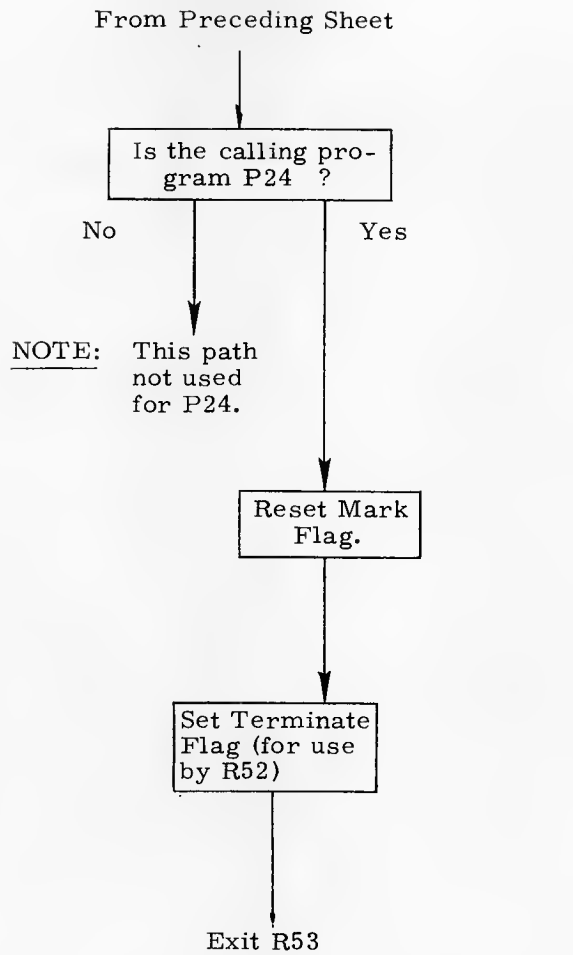 From Preceding Sheet
Is the calling pro-
gram P24 ?
No
Yes
NOTE: This path
not used
for P24.
Reset Mark
Flag.
Set Terminate
Flag (for use
by R52)
Exit R53